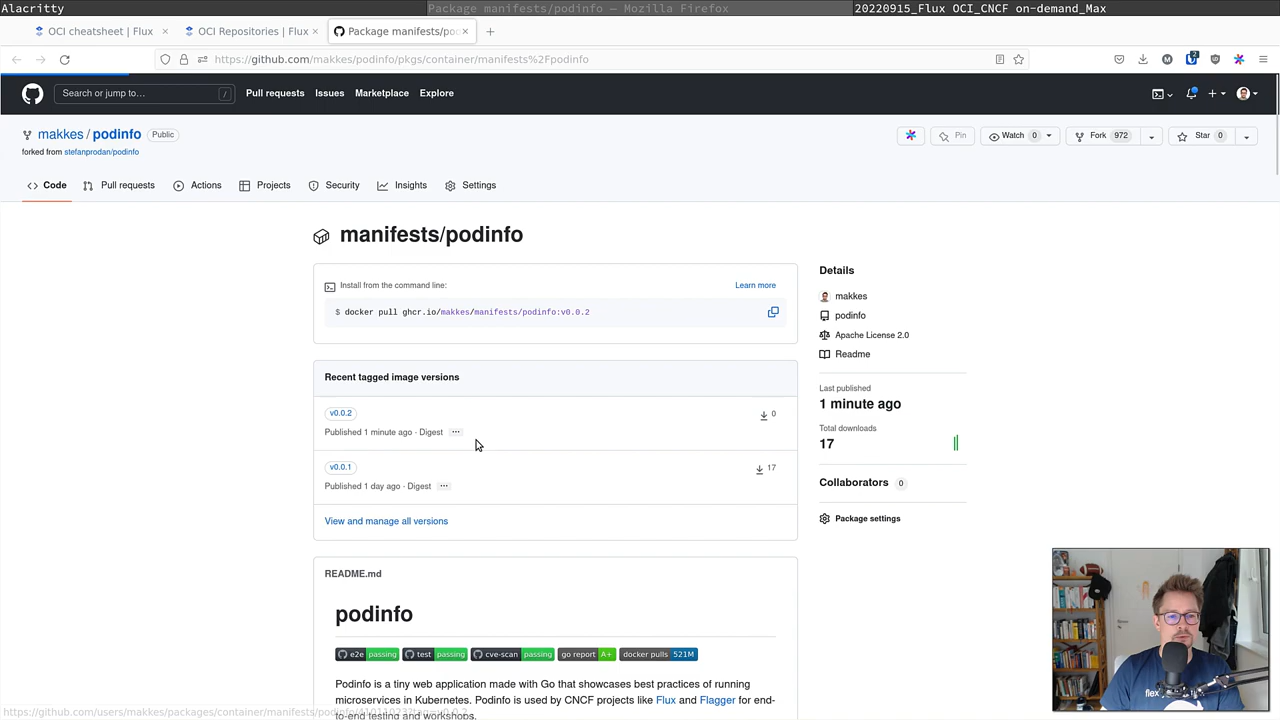 Alacritty
Package manifests/podinfo — Mozilla Firefox
20220915_Flux OCI_CNCF on-demand_Max
OCI cheatsheet | Flux
OCI Repositories | Flux
Package manifests/poo
https://github.com/makkes/podinfo/pkgs/container/manifests%2Fpodinfo
2
Search or jump to…
/
Pull requests
Issues
Marketplace
Explore
makkes / podinfo
Public
forked from stefanprodan/podinfo
Pin
Watch 0
Fork 972
Star 0
Code
Pull requests
Actions
Projects
Security
Insights
Settings
manifests/podinfo
Install from the command line:
Learn more
$ docker pull ghcr.io/makkes/manifests/podinfo:v0.0.2
Recent tagged image versions
v0.0.2
0
Published 1 minute ago · Digest ···
v0.0.1
17
Published 1 day ago · Digest ···
View and manage all versions
README.md
podinfo
e2e passing
test passing
cve-scan passing
go report A+
docker pulls 521M
Podinfo is a tiny web application made with Go that showcases best practices of running
microservices in Kubernetes. Podinfo is used by CNCF projects like Flux and Flagger for end-
to-end testing and workshops.
Details
makkes
podinfo
Apache License 2.0
Readme
Last published
1 minute ago
Total downloads
17
Collaborators 0
Package settings
flex